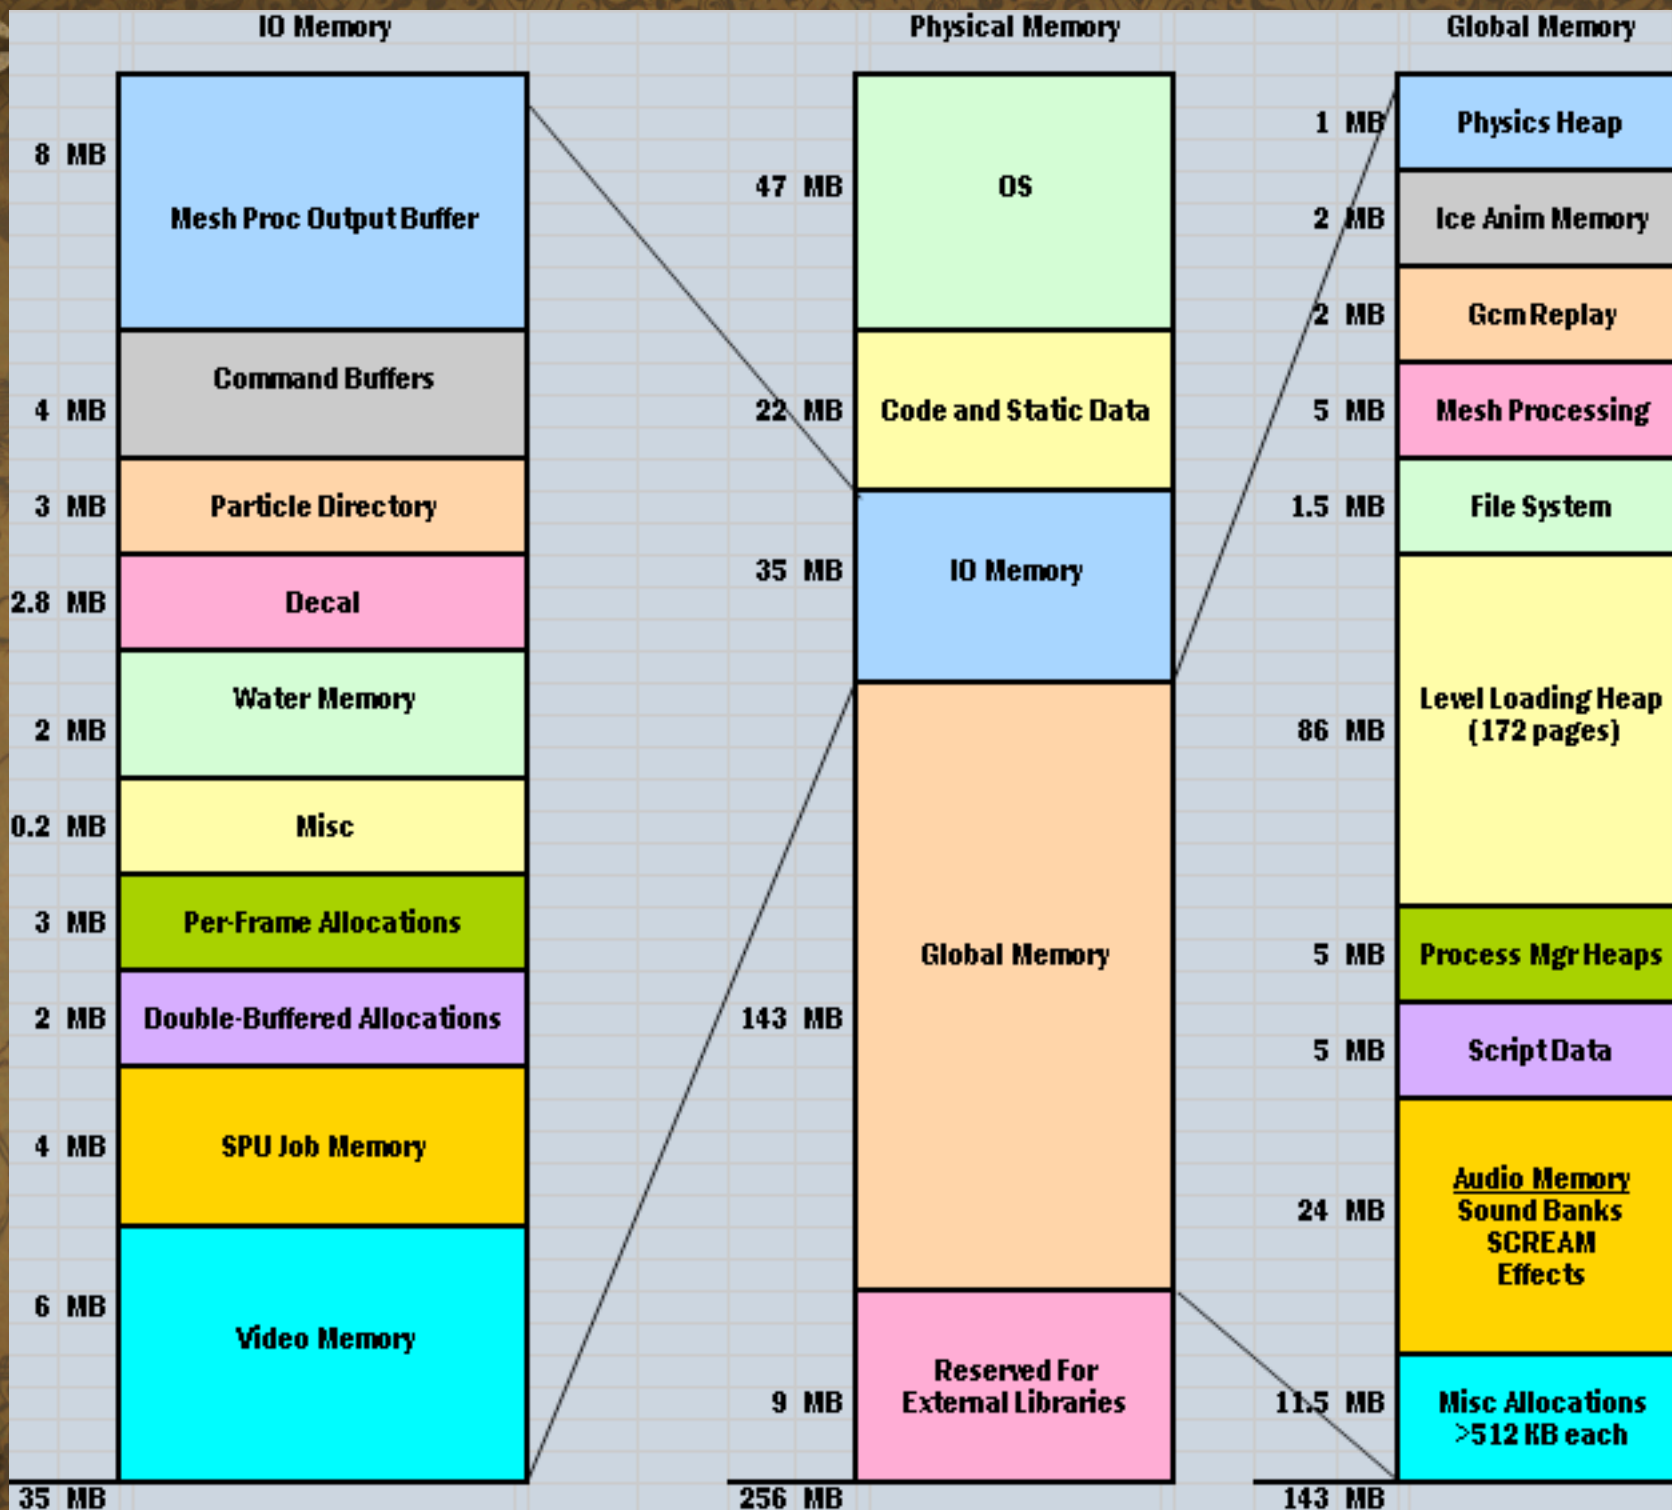 IO Memory
8 MB
Mesh Proc Output Buffer
Command Buffers
4 MB
3 MB
Particle Directory
2.8 MB
Decal
Water Memory
2 MB
0.2 MB
Misc
3 MB
Per-Frame Allocations
2 MB
Double-Buffered Allocations
4 MB
SPU Job Memory
6 MB
Video Memory
35 MB
Physical Memory
47 MB
OS
22 MB
Code and Static Data
35 MB
IO Memory
Global Memory
143 MB
Reserved For
External Libraries
9 MB
256 MB
Global Memory
1 MB
Physics Heap
2 MB
Ice Anim Memory
2 MB
Gcm Replay
5 MB
Mesh Processing
1.5 MB
File System
Level Loading Heap
86 MB
(172 pages)
5 MB
Process Mgr Heaps
5 MB
Script Data
Audio Memory
24 MB
Sound Banks
SCREAM
Effects
11.5 MB
Misc Allocations
>512 KB each
143 MB